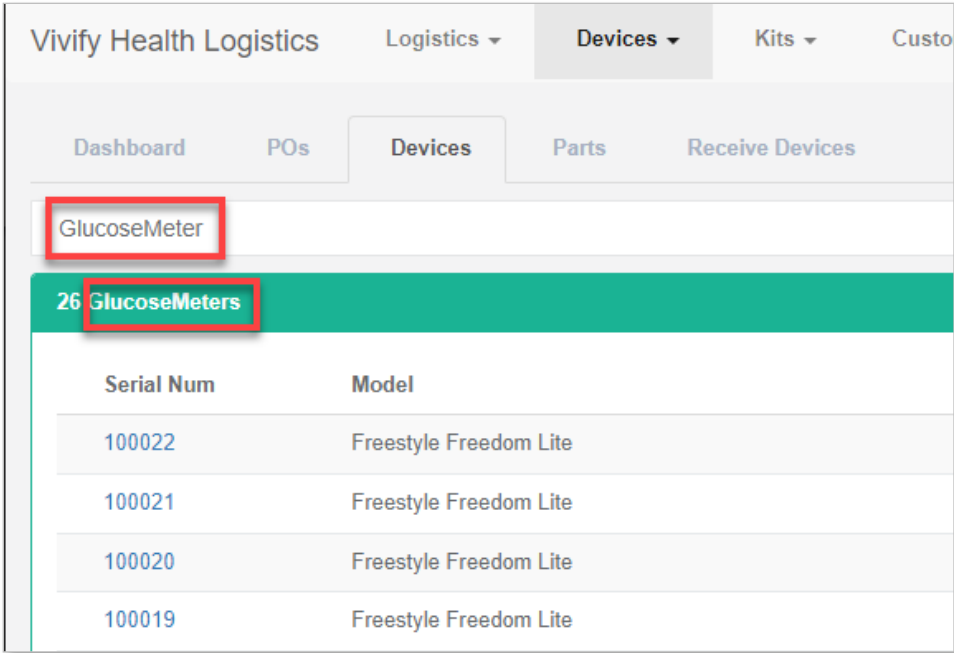 Vivify Health Logistics Logistics Devices Kits Custo
Dashboard POs Devices Parts Receive Devices
GlucoseMeter
26 GlucoseMeters
Serial Num Model
100022 Freestyle Freedom Lite
100021 Freestyle Freedom Lite
100020 Freestyle Freedom Lite
100019 Freestyle Freedom Lite